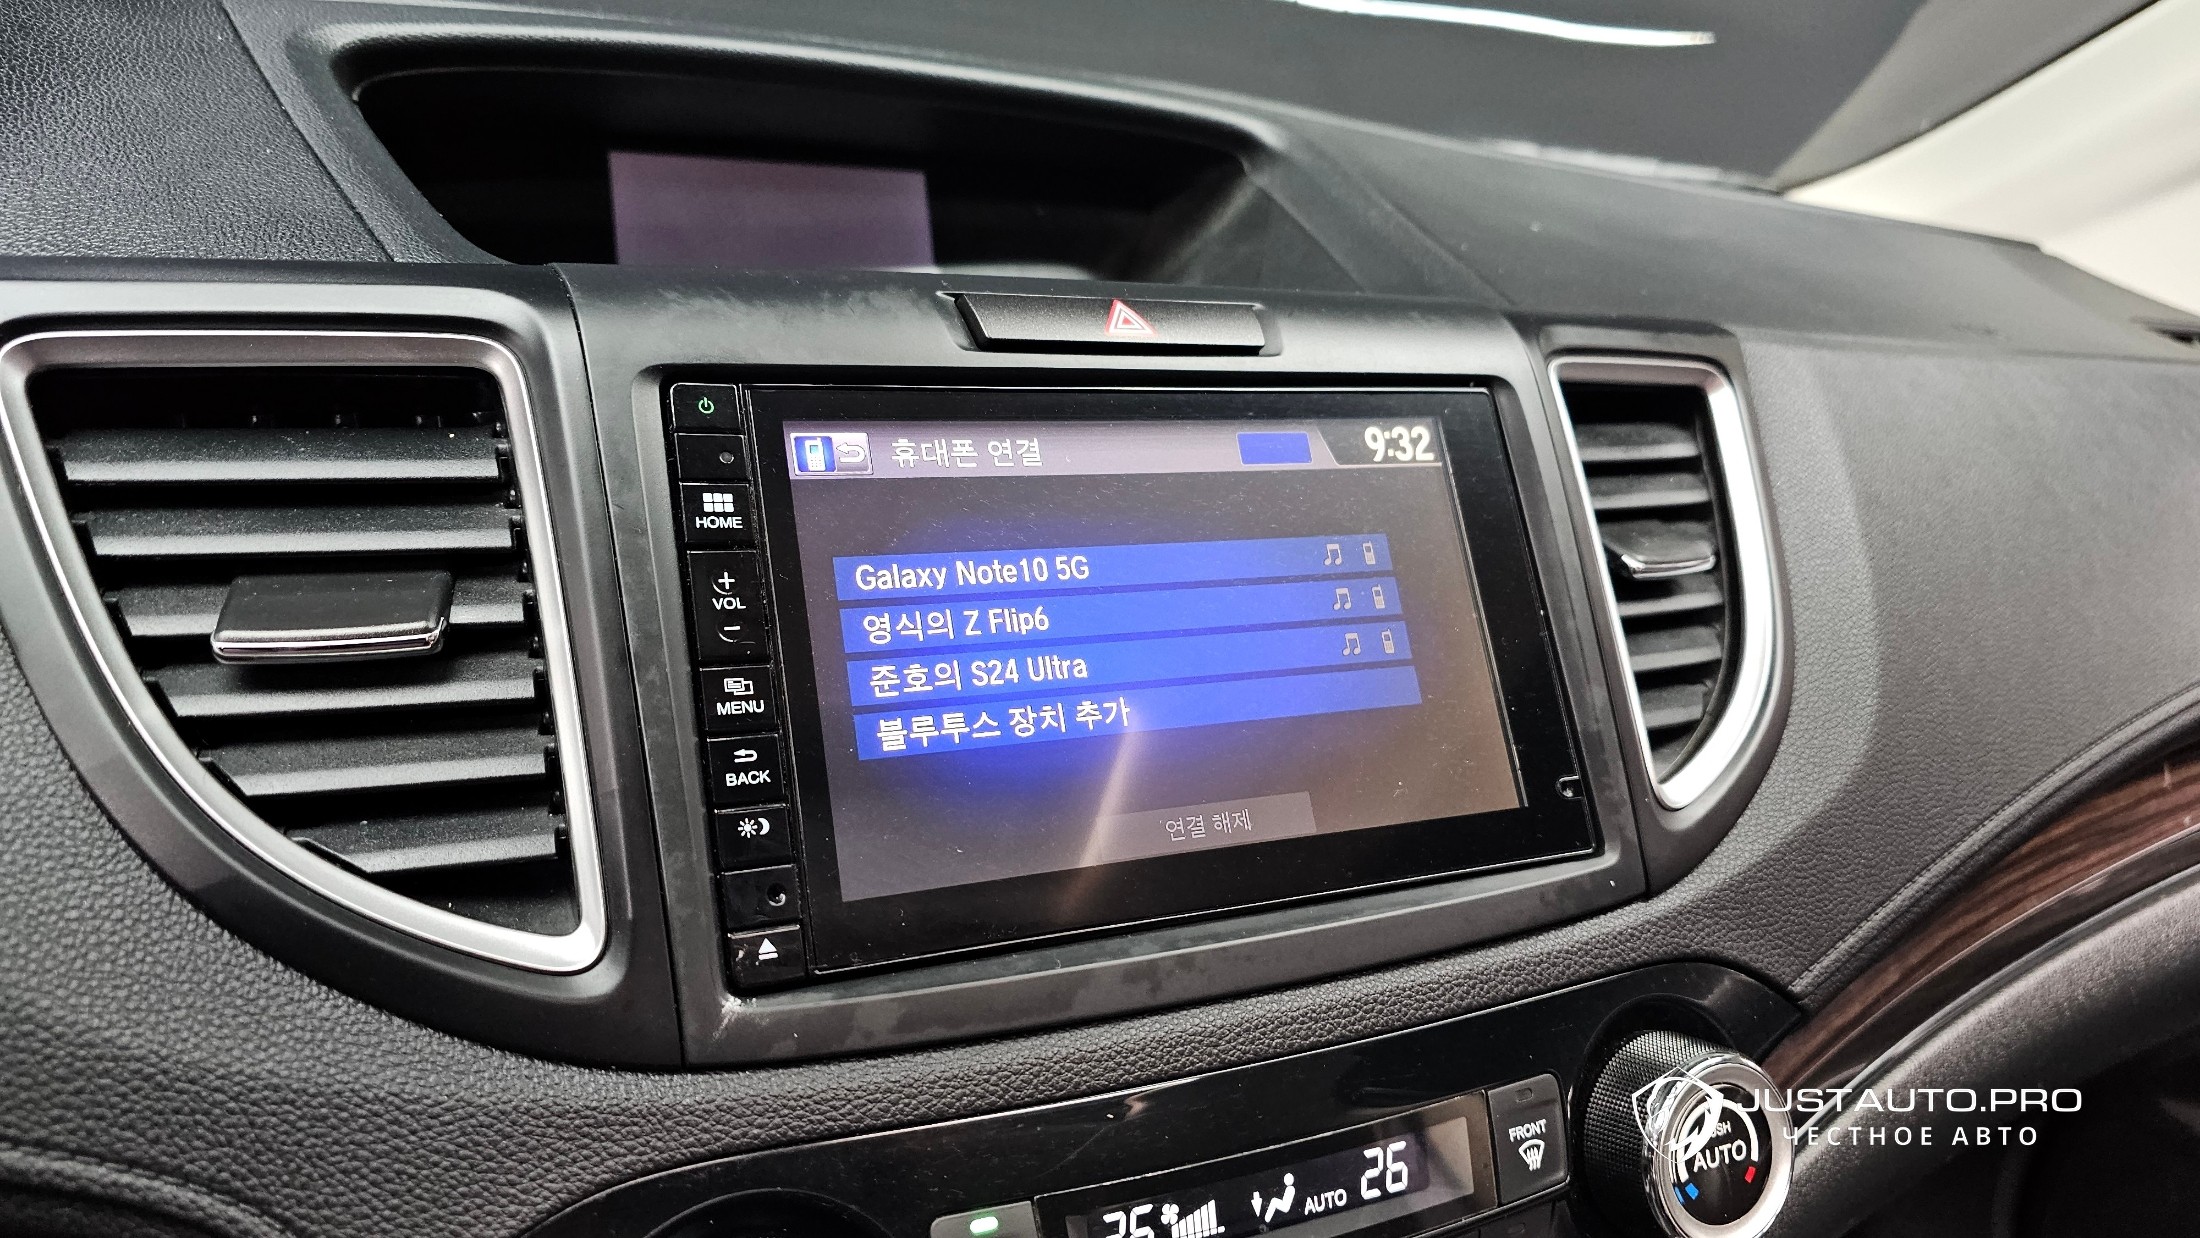 휴대폰 연결
9:32
HOME
Galaxy Note10 5G
+
VOL
−
영식의 Z Flip6
준호의 S24 Ultra
MENU
블루투스 장치 추가
BACK
연결 해제
JUSTAUTO.PRO
ЧЕСТНОЕ АВТО
FRONT
AUTO
AUTO 26